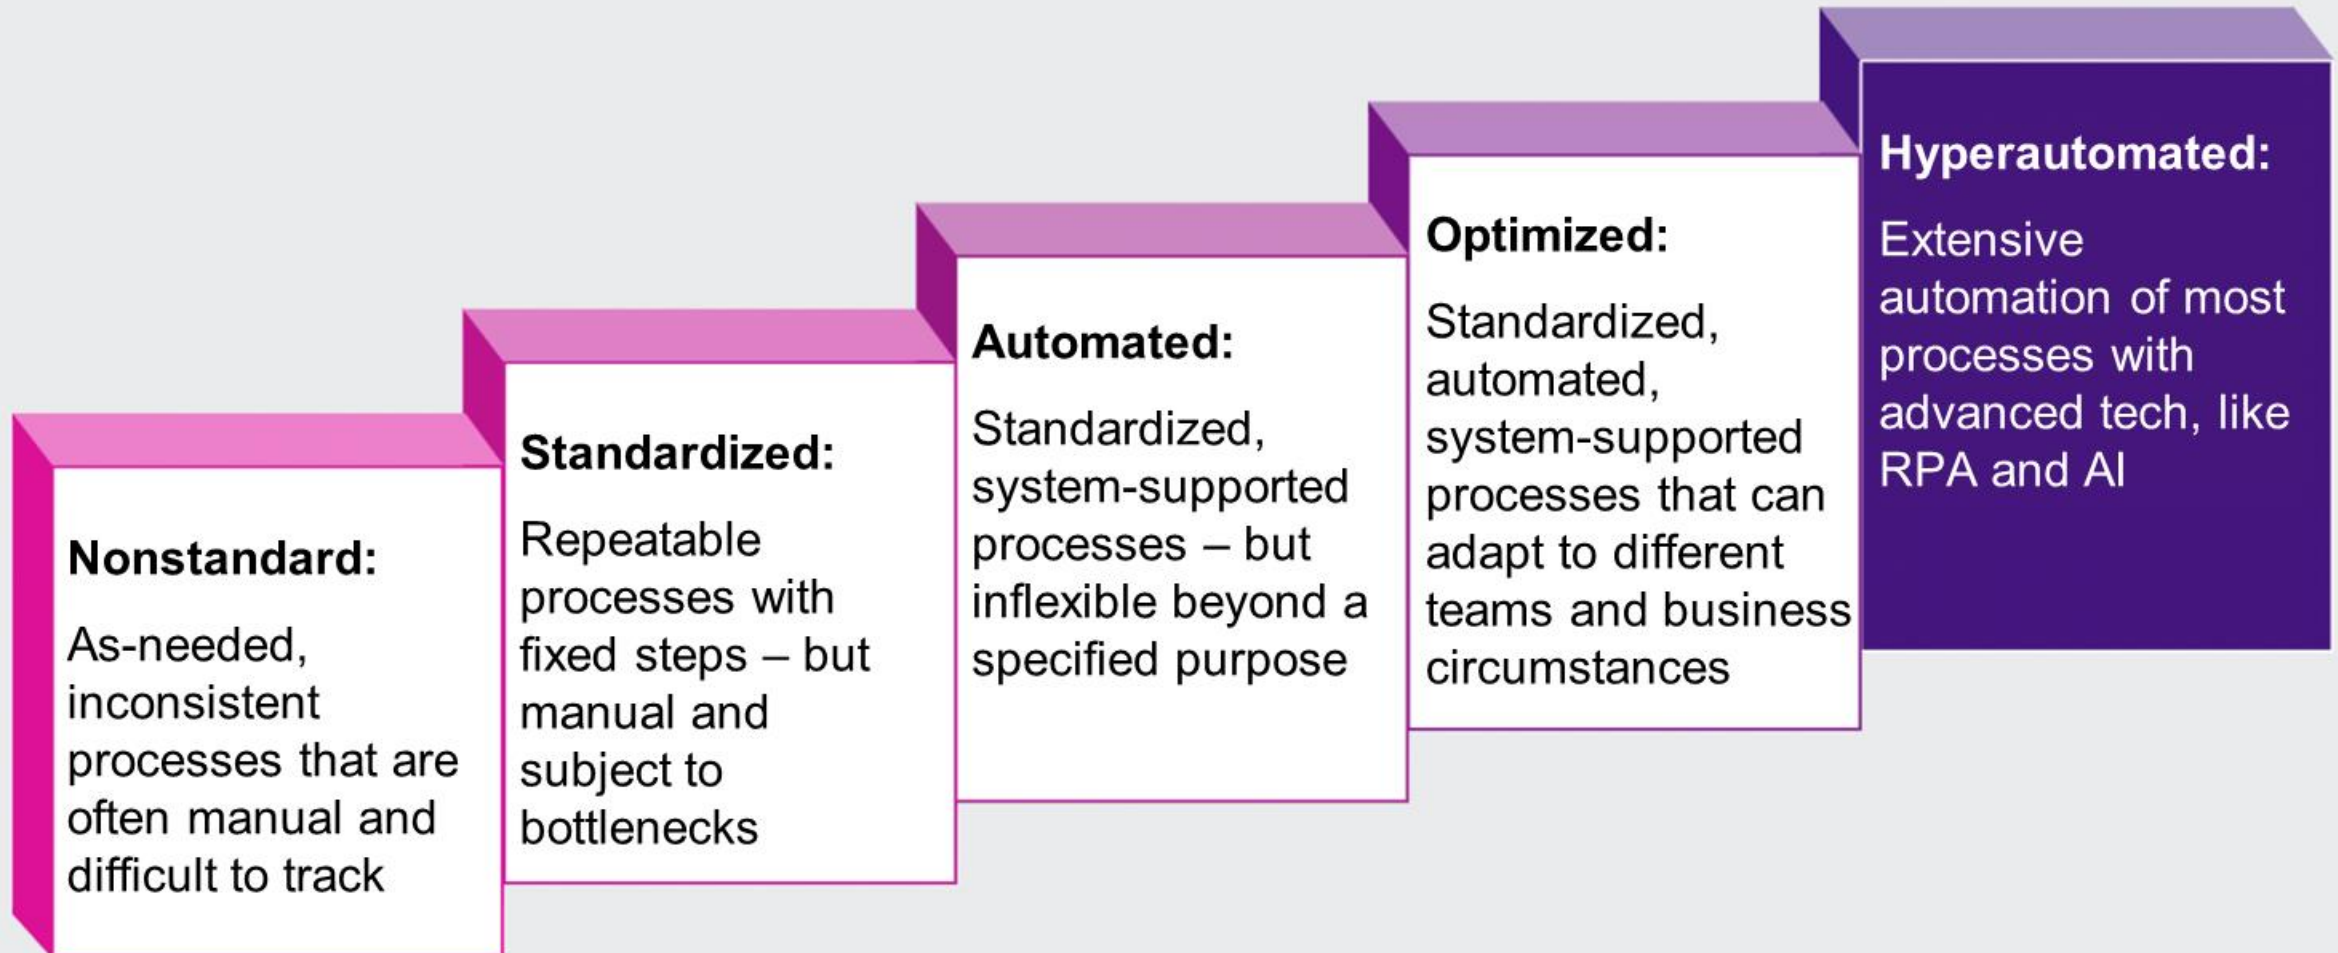 Nonstandard:
As-needed,
inconsistent
processes that are
often manual and
difficult to track
Standardized:
Repeatable
processes with
fixed steps – but
manual and
subject to
bottlenecks
Automated:
Standardized,
system-supported
processes – but
inflexible beyond a
specified purpose
Optimized:
Standardized,
automated,
system-supported
processes that can
adapt to different
teams and business
circumstances
Hyperautomated:
Extensive
automation of most
processes with
advanced tech, like
RPA and AI